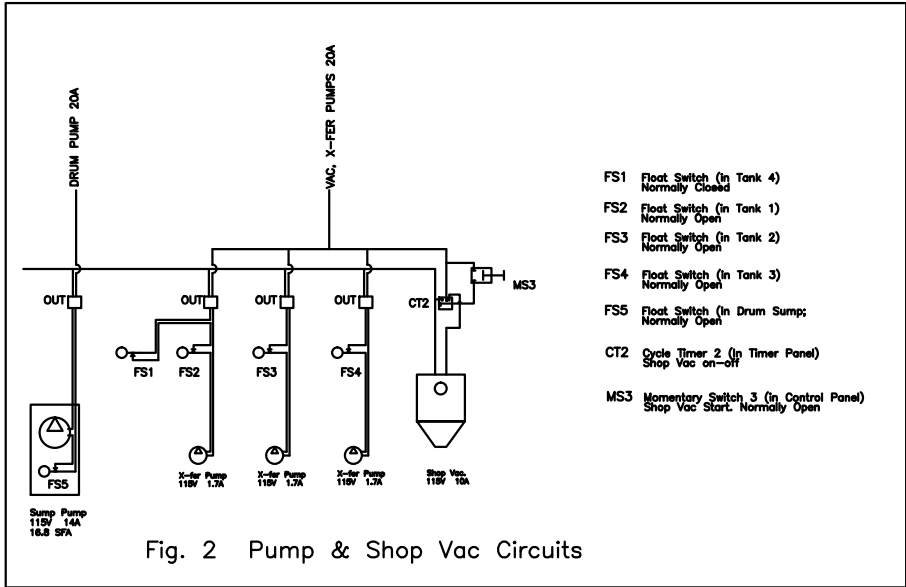 DRUM PUMP 20A
VAC, X-FER PUMPS 20A
FS1 Float Switch (in Tank 4)
Normally Closed
FS2 Float Switch (in Tank 1)
Normally Open
FS3 Float Switch (in Tank 2)
Normally Open
FS4 Float Switch (in Tank 3)
Normally Open
FS5 Float Switch (in Drum Sump;
Normally Open
CT2 Cycle Timer 2 (in Timer Panel)
Shop Vac on-off
MS3 Momentary Switch 3 (in Control Panel)
Shop Vac Start. Normally Open
MS3
OUT
OUT
OUT
OUT
CT2
FS1
FS2
FS3
FS4
FS5
X-fer Pump
115V 1.7A
X-fer Pump
115V 1.7A
X-fer Pump
115V 1.7A
Shop Vac.
115V 10A
Sump Pump
115V 14A
16.8 SFA
Fig. 2 Pump & Shop Vac Circuits